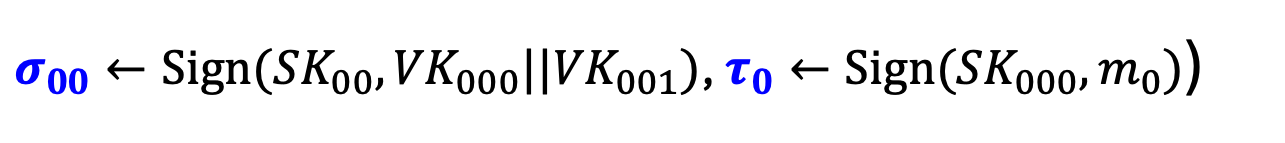 σ₀₀ ← Sign(SK₀₀, VK₀₀₀||VK₀₀₁), τ₀ ← Sign(SK₀₀₀, m₀))